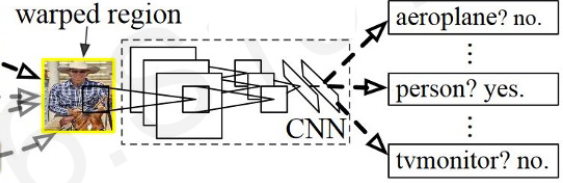 warped region
aeroplane? no.
⋮
person? yes.
⋮
CNN
tvmonitor? no.